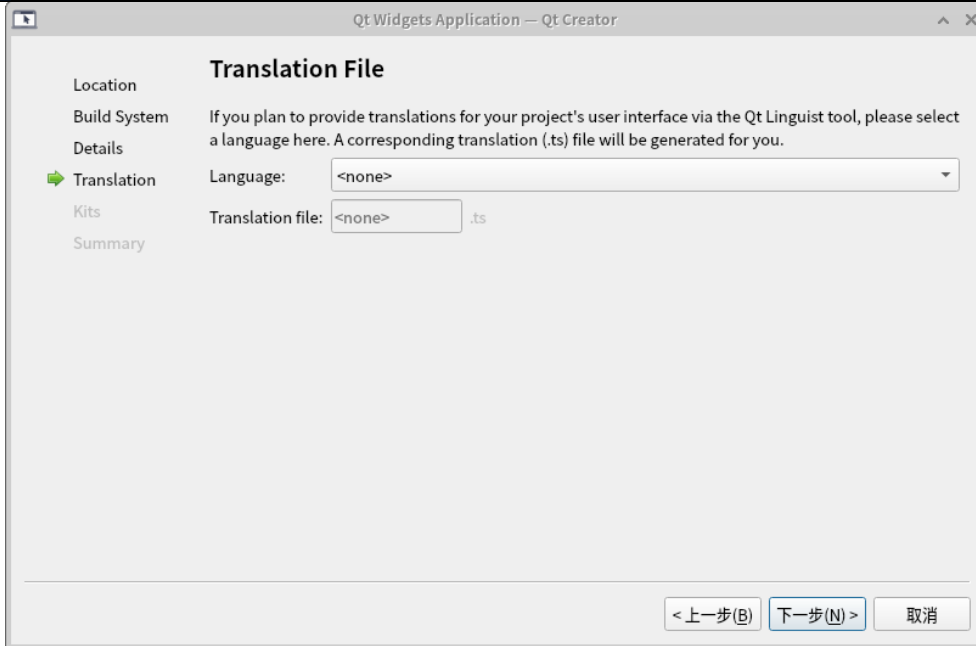 Qt Widgets Application — Qt Creator
Location
Build System
Details
Translation
Kits
Summary
Translation File
If you plan to provide translations for your project's user interface via the Qt Linguist tool, please select
a language here. A corresponding translation (.ts) file will be generated for you.
Language: <none>
Translation file: <none> .ts
< 上一步(B) 下一步(N) > 取消